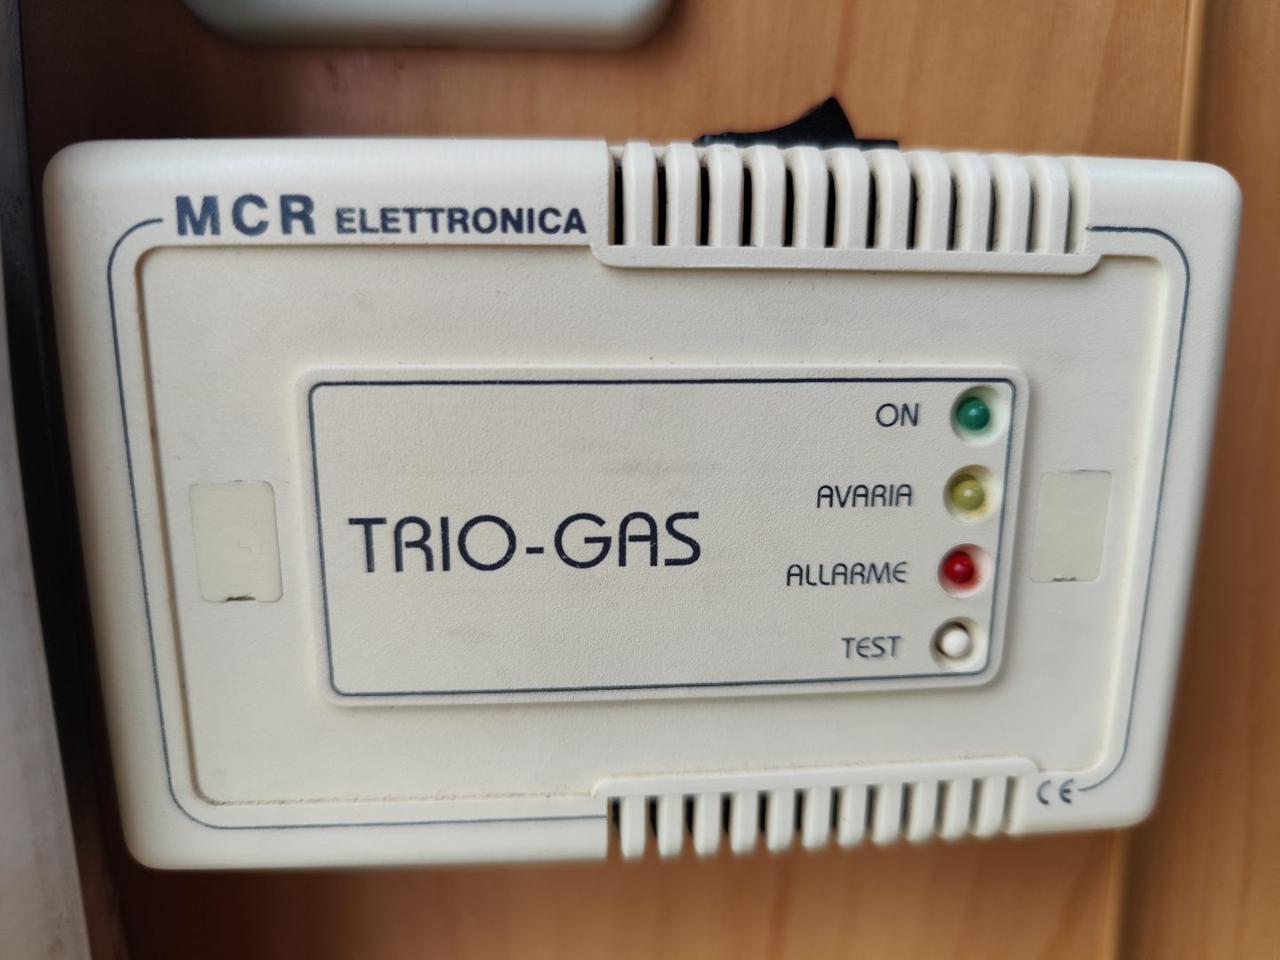 MCR ELETTRONICA
ON
AVARIA
TRIO-GAS
ALLARME
TEST
CE